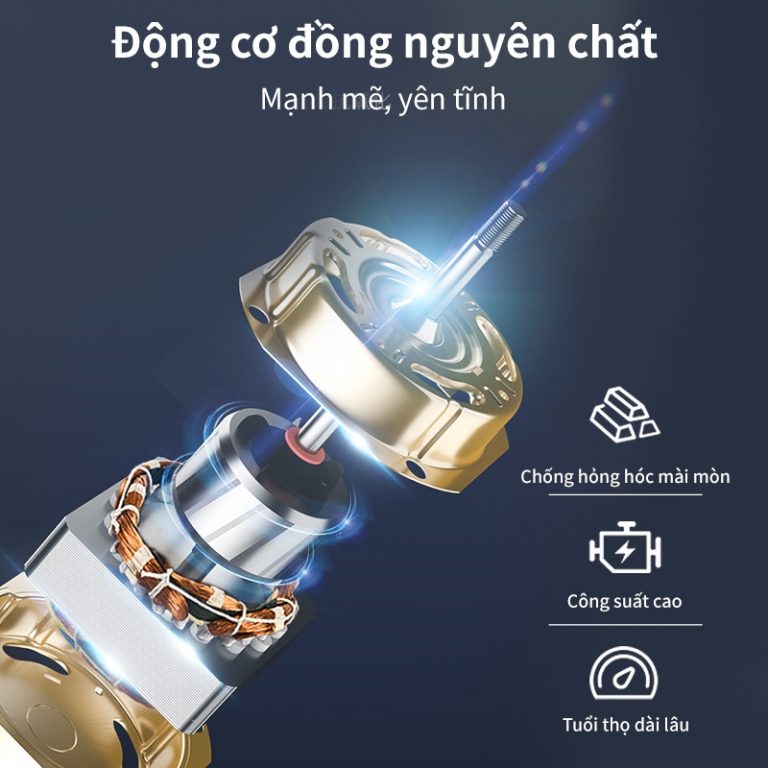 Động cơ đồng nguyên chất
Mạnh mẽ, yên tĩnh
Chống hỏng hóc mài mòn
Công suất cao
Tuổi thọ dài lâu